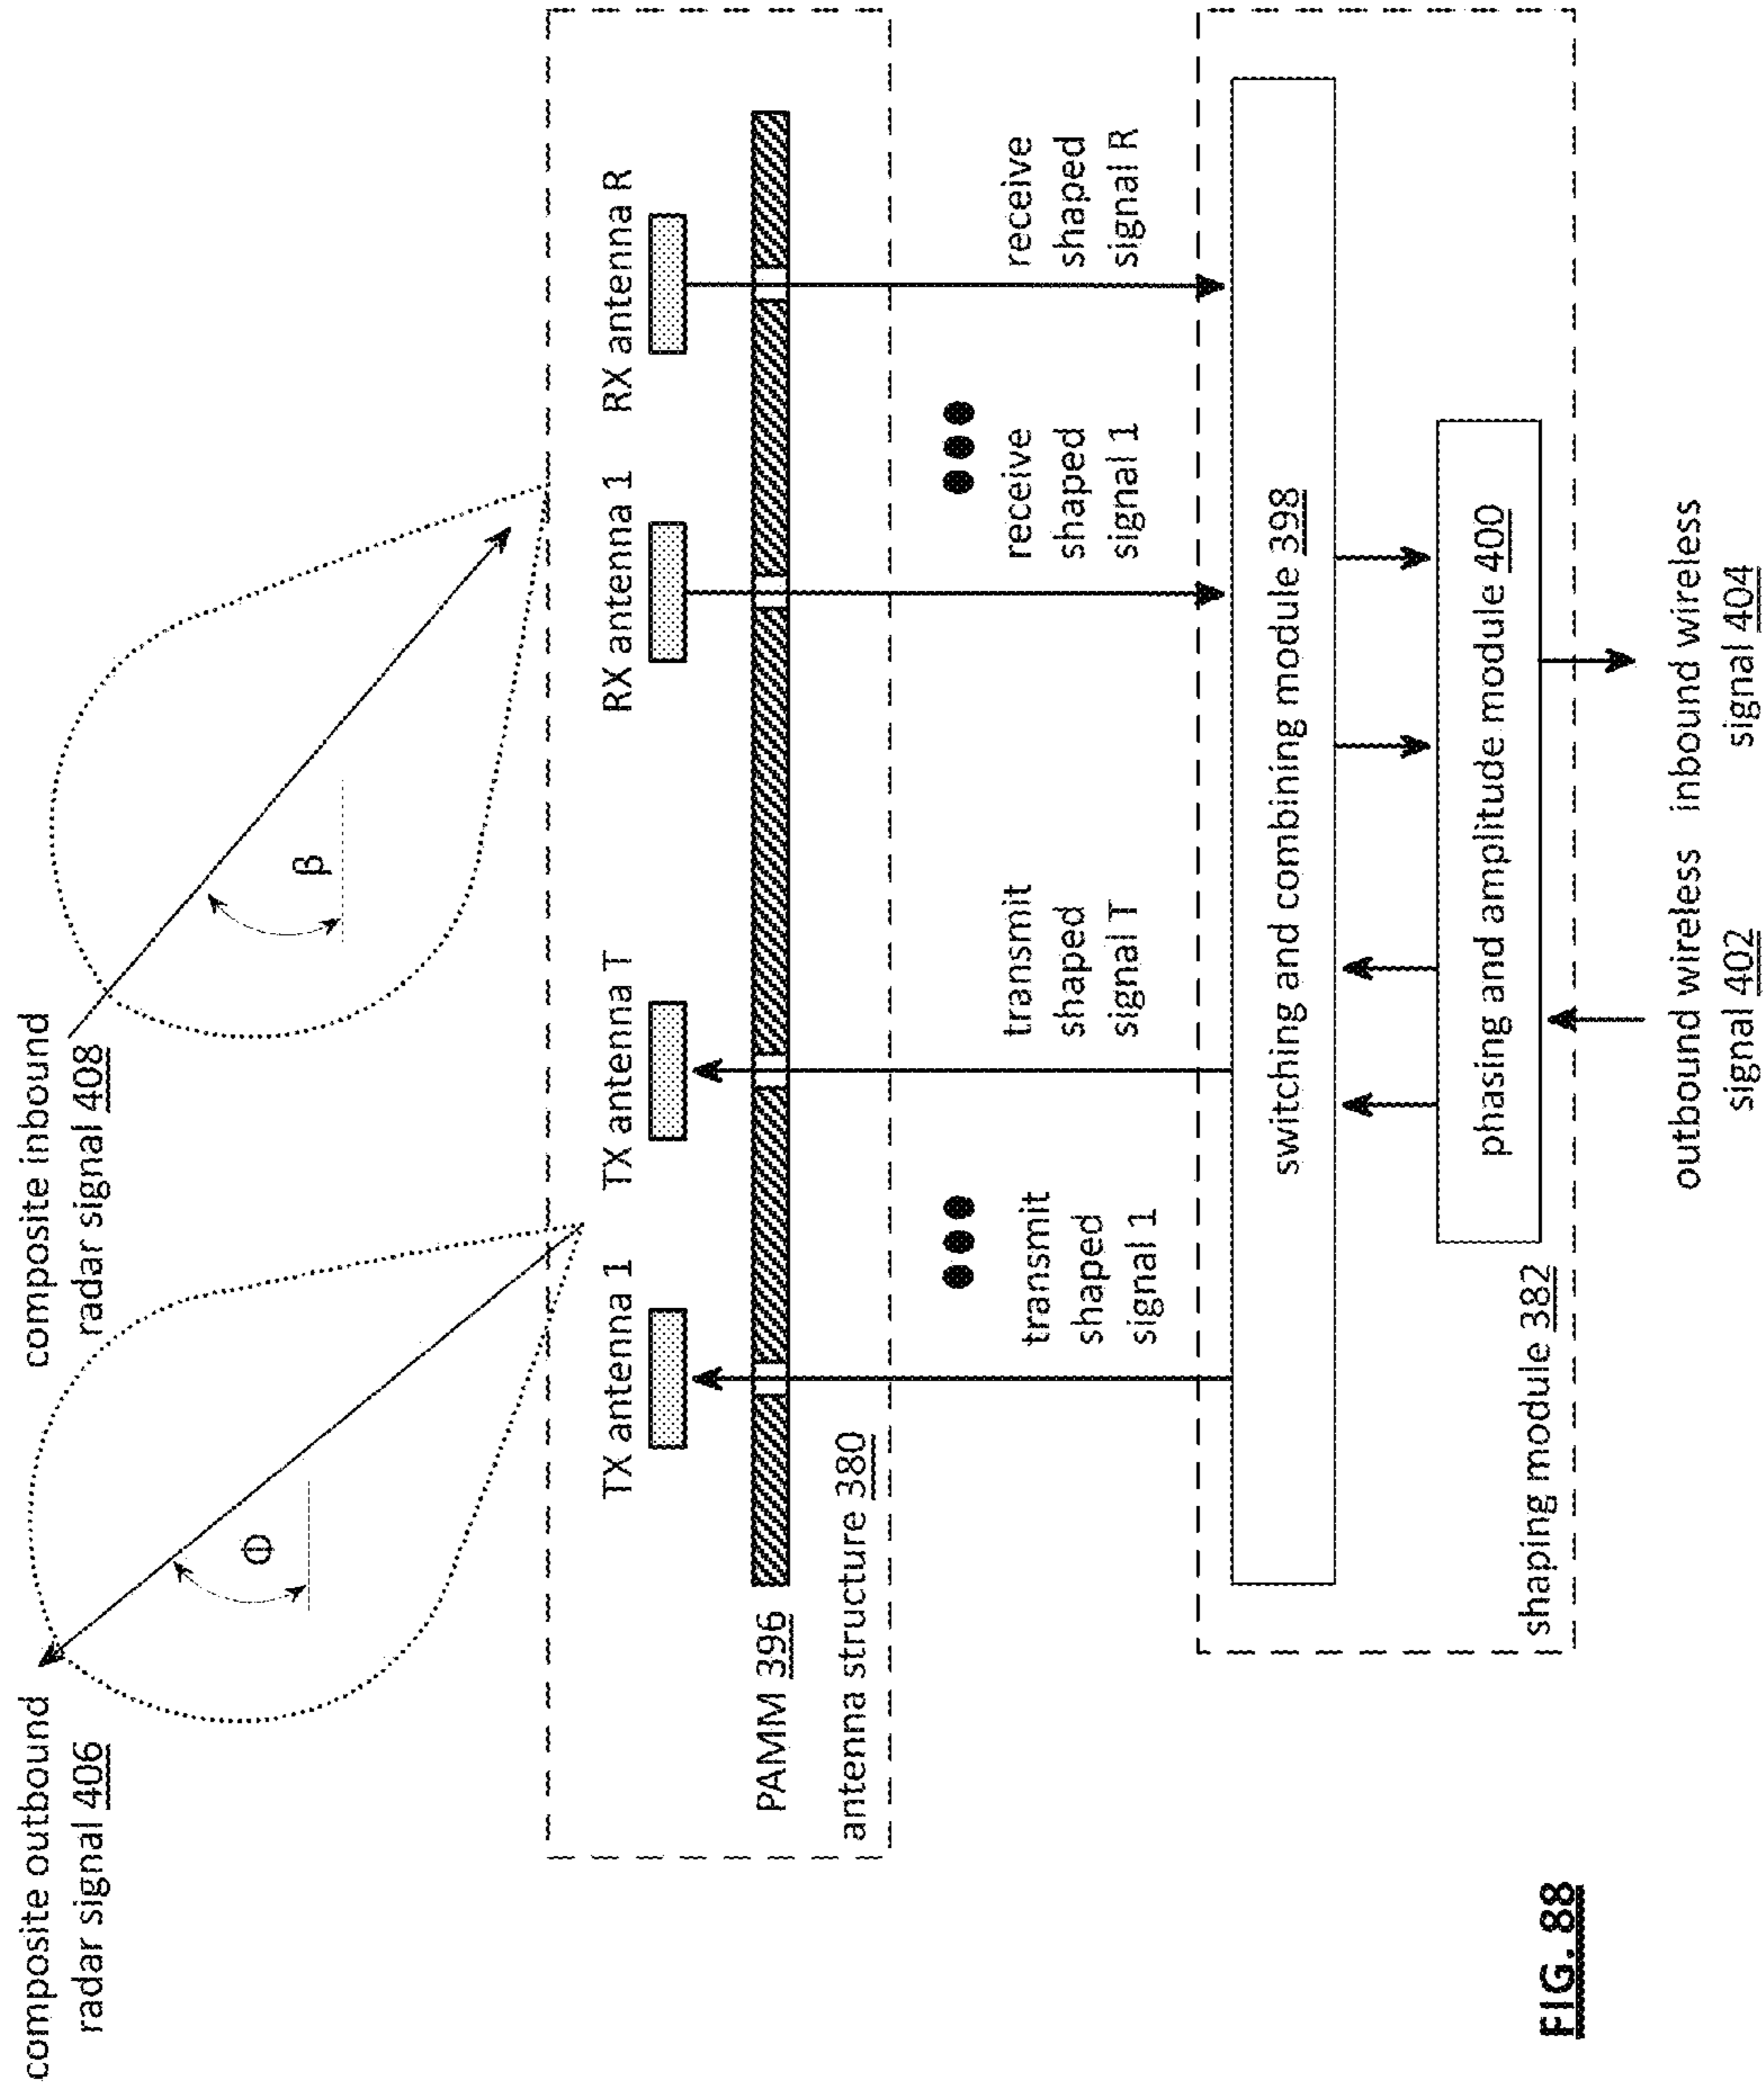 composite outbound
radar signal 406
composite inbound
radar signal 408
Φ
β
TX antenna 1
TX antenna T
RX antenna 1
RX antenna R
PAMM 396
antenna structure 380
transmit
shaped
signal 1
transmit
shaped
signal T
receive
shaped
signal 1
receive
shaped
signal R
switching and combining module 398
phasing and amplitude module 400
shaping module 382
outbound wireless
signal 402
inbound wireless
signal 404
FIG. 88